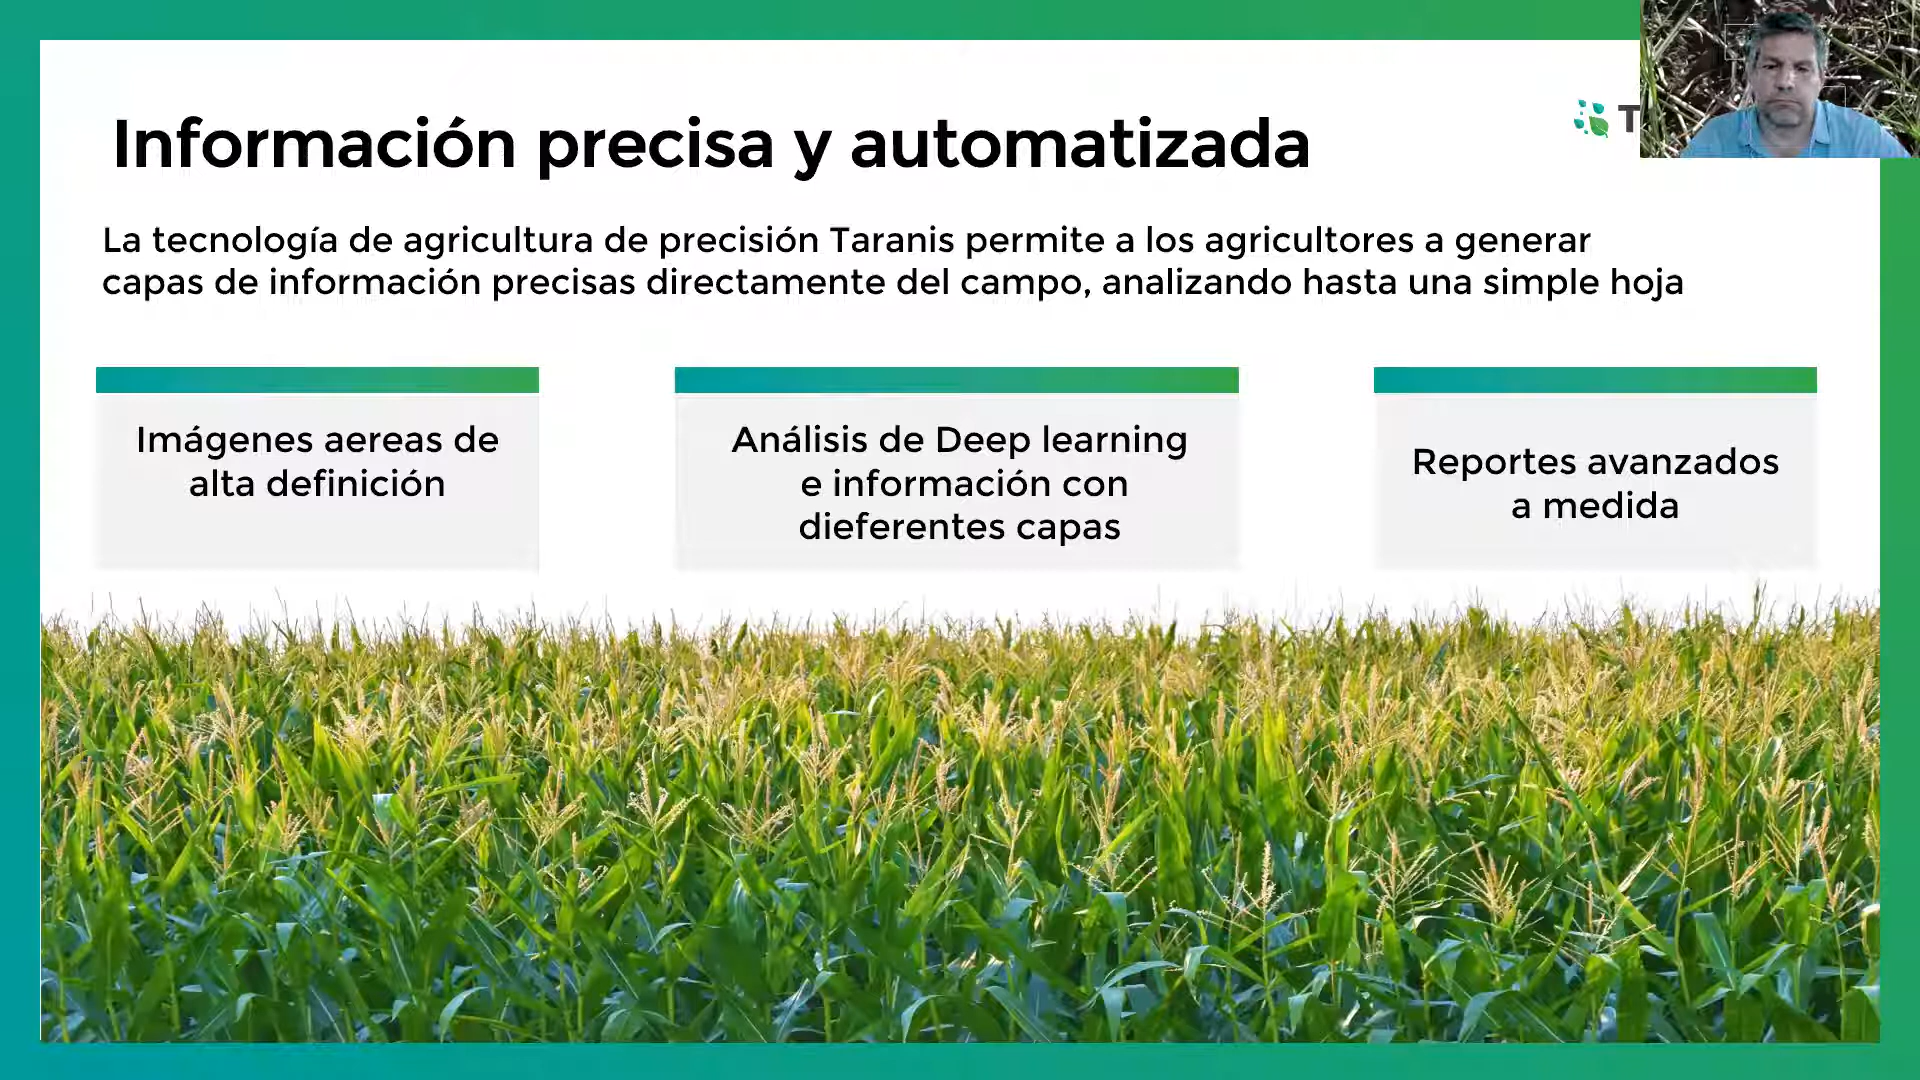 Información precisa y automatizada
T
La tecnología de agricultura de precisión Taranis permite a los agricultores a generar
capas de información precisas directamente del campo, analizando hasta una simple hoja
Imágenes aereas de
alta definición
Análisis de Deep learning
e información con
dieferentes capas
Reportes avanzados
a medida